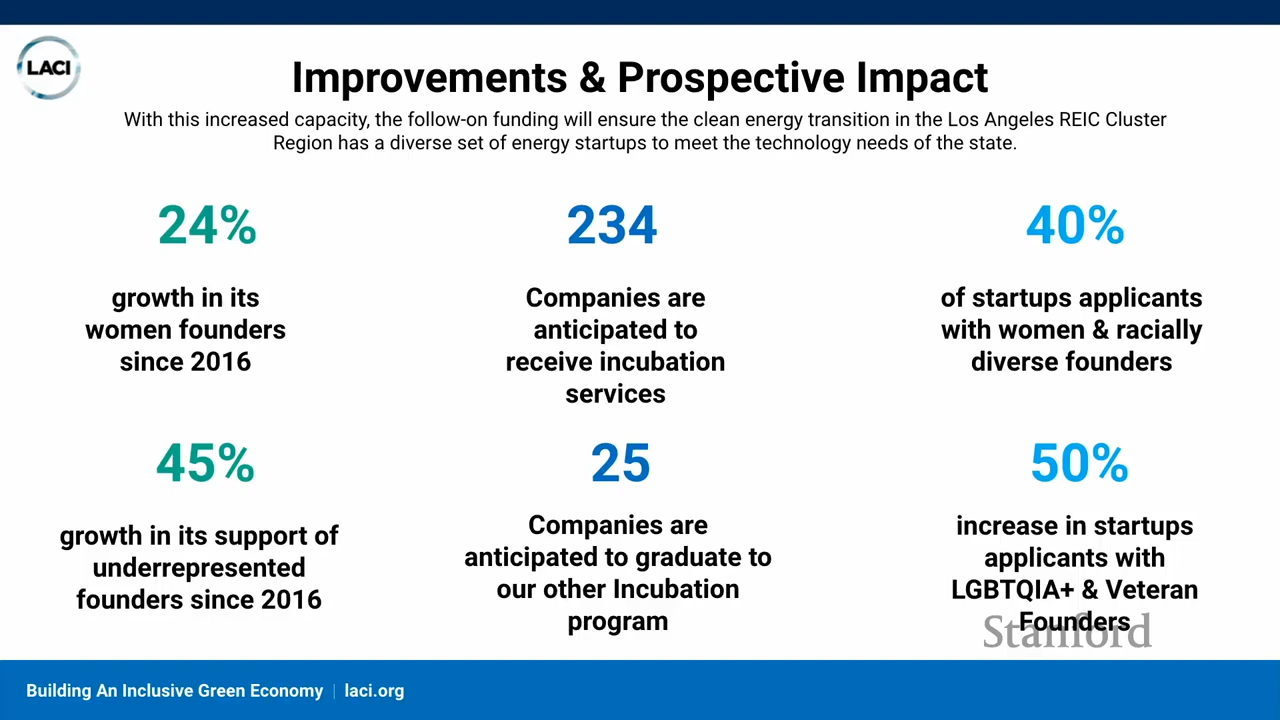 LACI
Improvements & Prospective Impact
With this increased capacity, the follow-on funding will ensure the clean energy transition in the Los Angeles REIC Cluster
Region has a diverse set of energy startups to meet the technology needs of the state.
24%
growth in its
women founders
since 2016
234
Companies are
anticipated to
receive incubation
services
40%
of startups applicants
with women & racially
diverse founders
45%
growth in its support of
underrepresented
founders since 2016
25
Companies are
anticipated to graduate to
our other Incubation
program
50%
increase in startups
applicants with
LGBTQIA+ & Veteran
Founders
Stanford
Building An Inclusive Green Economy | laci.org